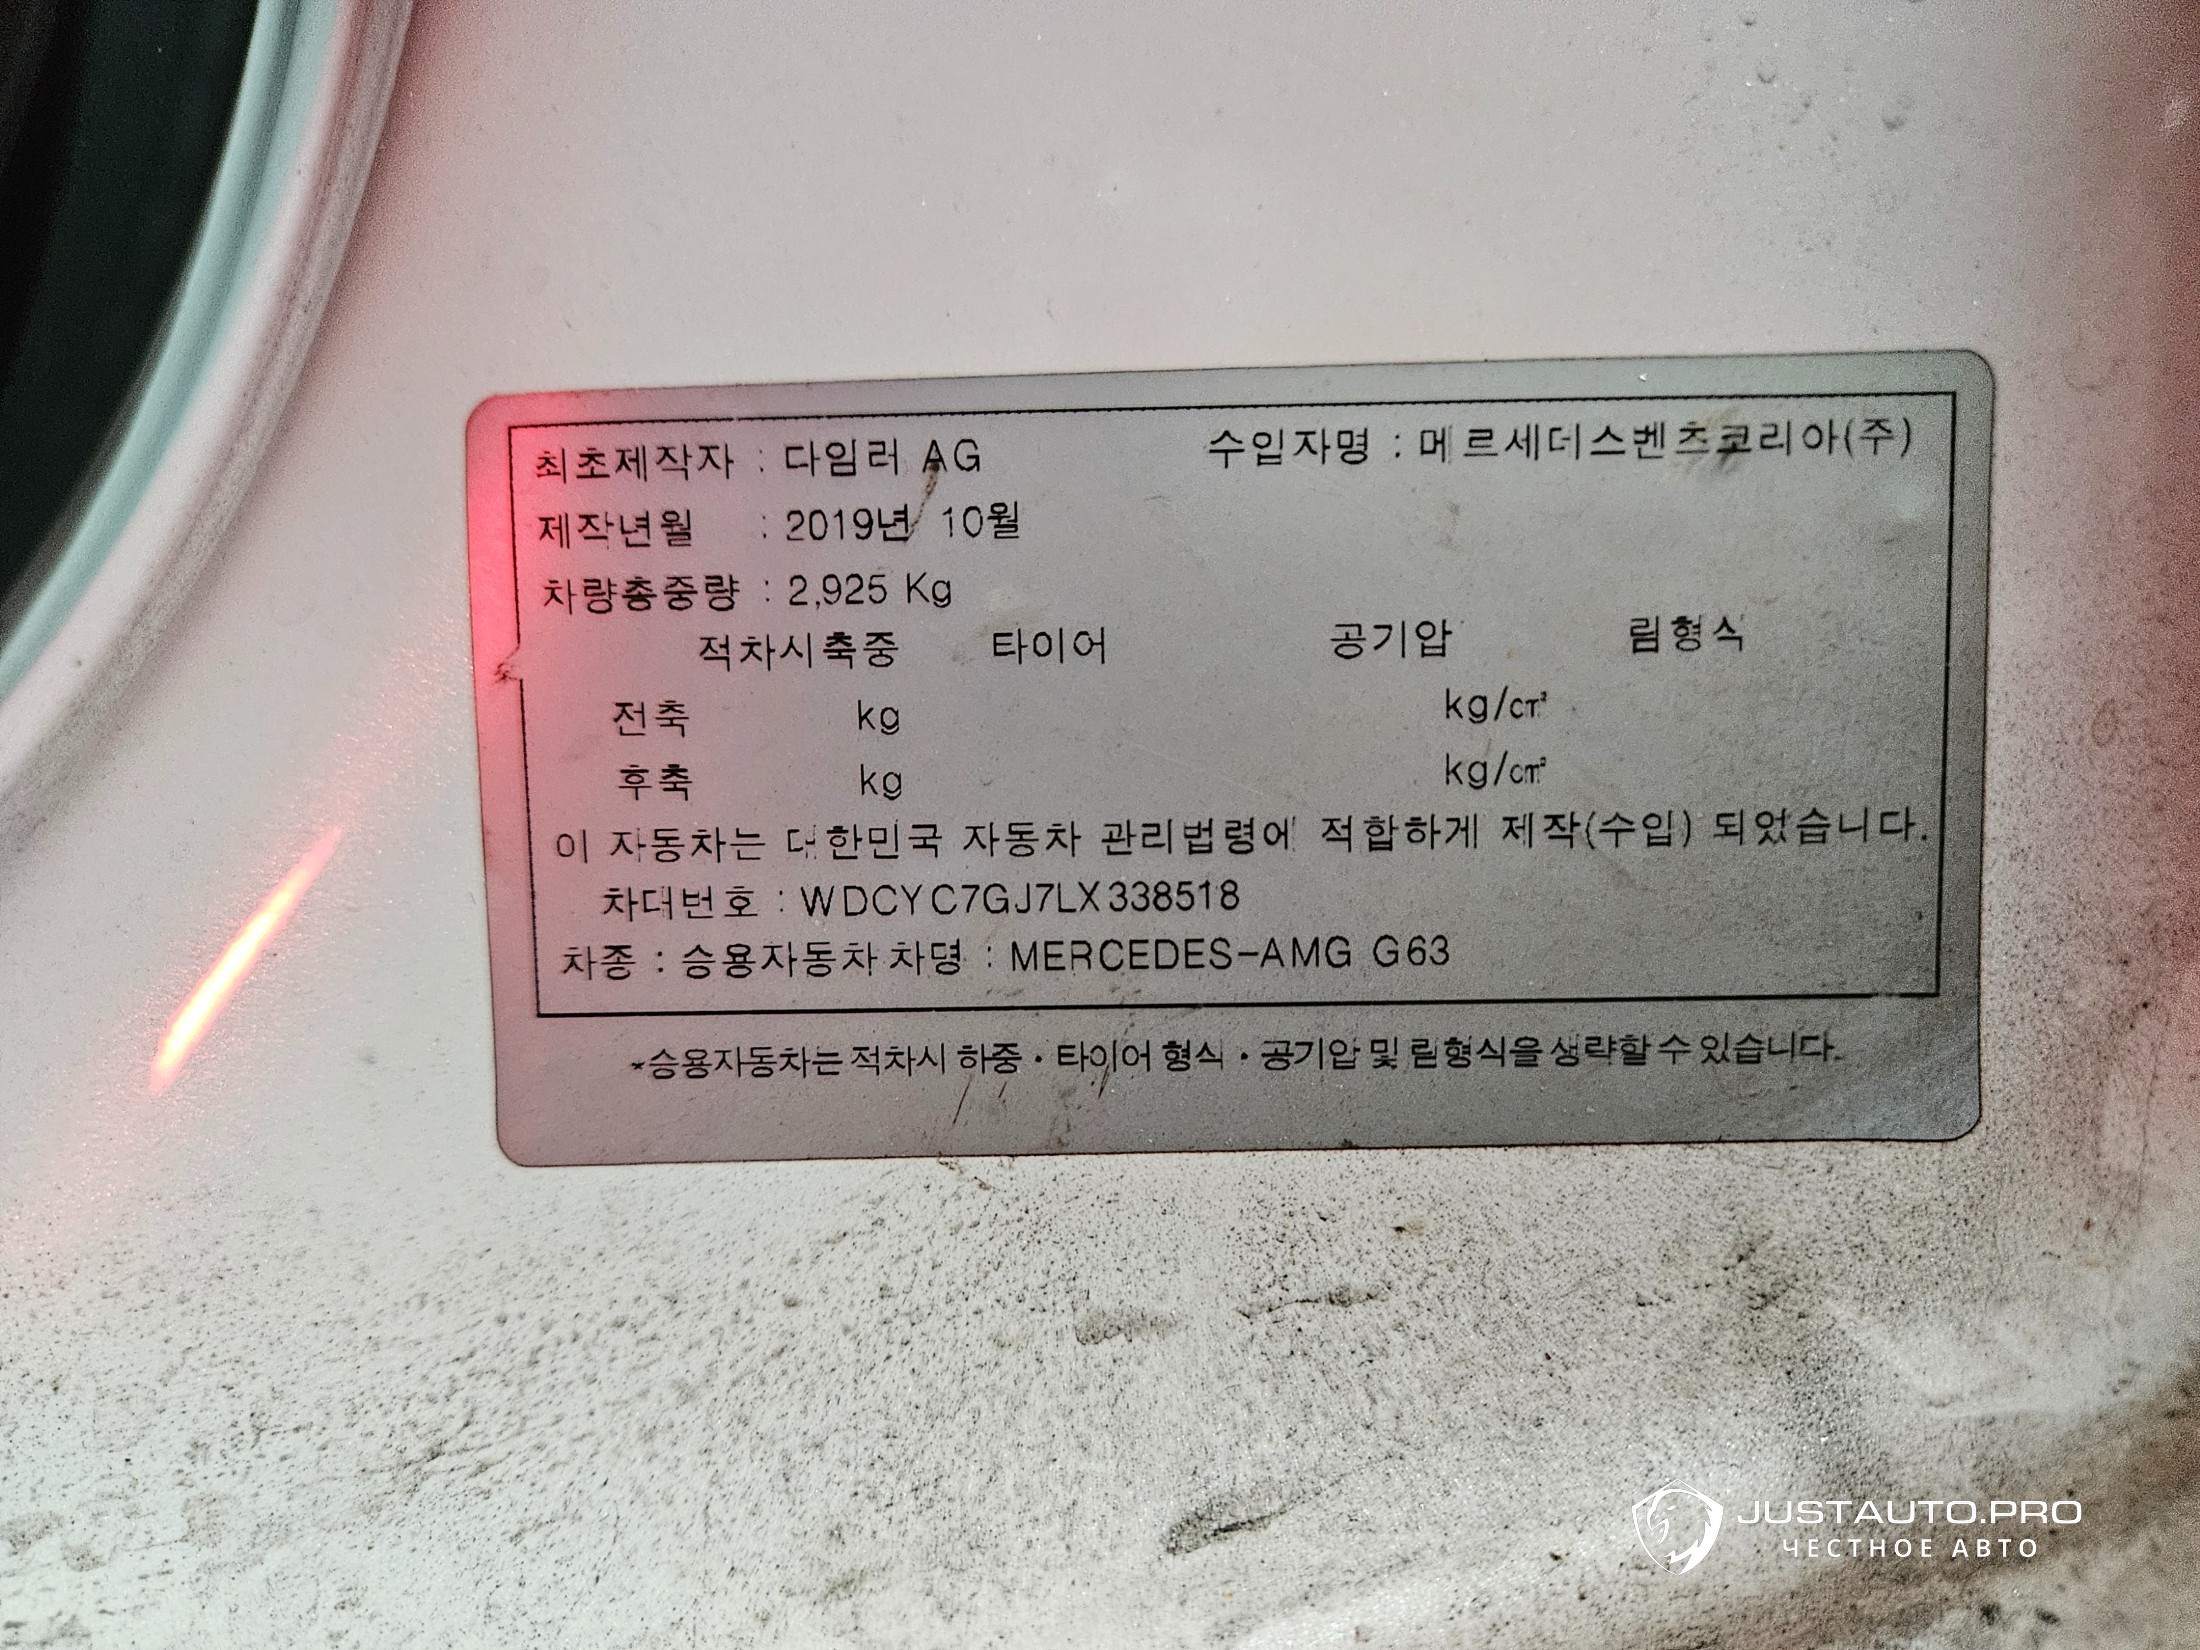 최초제작자 : 다임러 AG 수입자명 : 메르세데스벤츠코리아(주)
제작년월 : 2019년 10월
차량총중량 : 2,925 Kg
적차시축중 타이어 공기압 림형식
전축 kg kg/㎠
후축 kg kg/㎠
이 자동차는 대한민국 자동차 관리법령에 적합하게 제작(수입) 되었습니다.
차대번호 : WDCYC7GJ7LX338518
차종 : 승용자동차 차명 : MERCEDES-AMG G63
*승용자동차는 적차시 하중 · 타이어 형식 · 공기압 및 림형식을 생략할 수 있습니다.
JUSTAUTO.PRO
ЧЕСТНОЕ АВТО